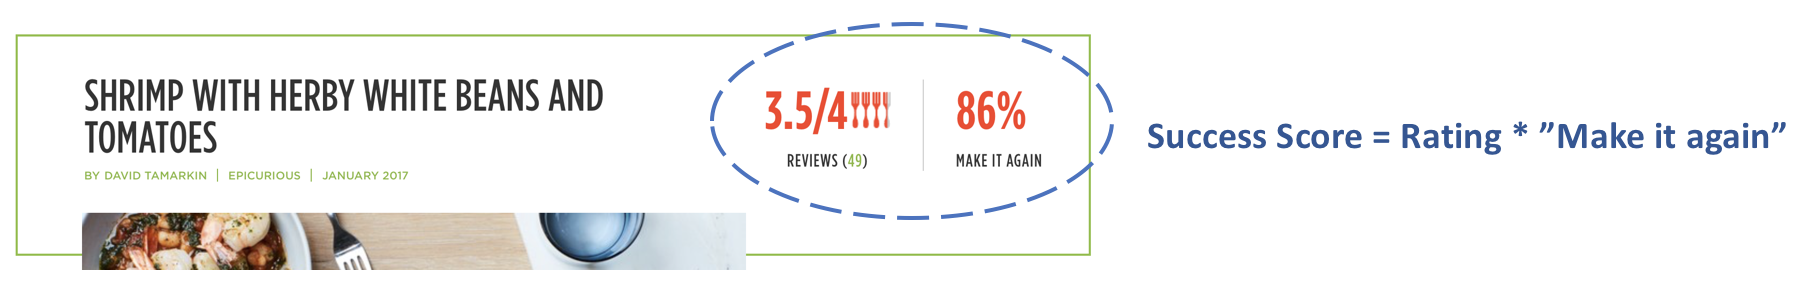 SHRIMP WITH HERBY WHITE BEANS AND
TOMATOES
BY DAVID TAMARKIN | EPICURIOUS | JANUARY 2017
3.5/4
REVIEWS (49)
86%
MAKE IT AGAIN
Success Score = Rating * ”Make it again”